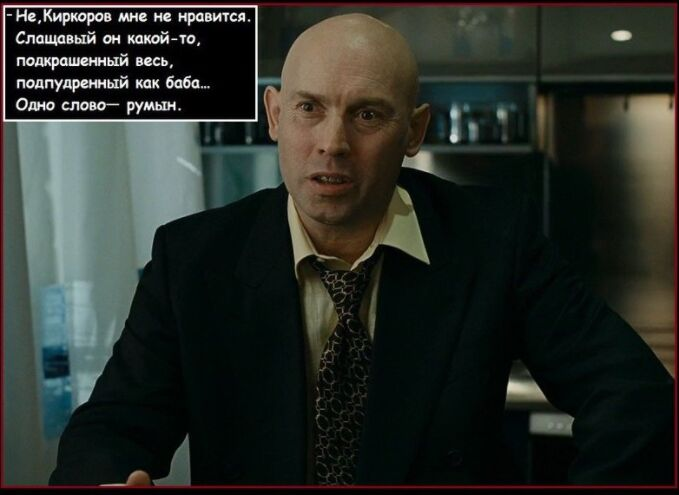 - Не,Киркоров мне не нравится.
Слащавый он какой-то,
подкрашенный весь,
подпудренный как баба...
Одно слово— румын.